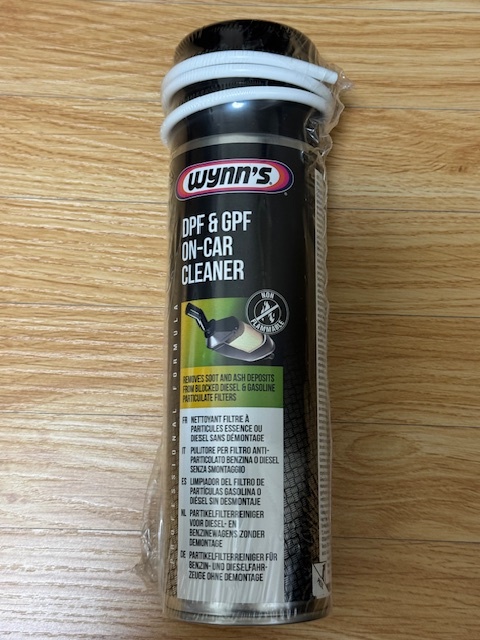 wynn's
DPF & GPF
ON-CAR
CLEANER
NON
FLAMMABLE
PROFESSIONAL FORMULA
REMOVES SOOT AND ASH DEPOSITS
FROM BLOCKED DIESEL & GASOLINE
PARTICULATE FILTERS
FR NETTOYANT FILTRE À
PARTICULES ESSENCE OU
DIESEL SANS DÉMONTAGE
IT PULITORE PER FILTRO ANTI-
PARTICOLATO BENZINA O DIESEL
SENZA SMONTAGGIO
ES LIMPIADOR DEL FILTRO DE
PARTÍCULAS GASOLINA O
DIÉSEL SIN DESMONTAJE
NL PARTIKELFILTERREINIGER
VOOR DIESEL- EN
BENZINEWAGENS ZONDER
DEMONTAGE
DE PARTIKELFILTERREINIGER FÜR
BENZIN- UND DIESELFAHR-
ZEUGE OHNE DEMONTAGE